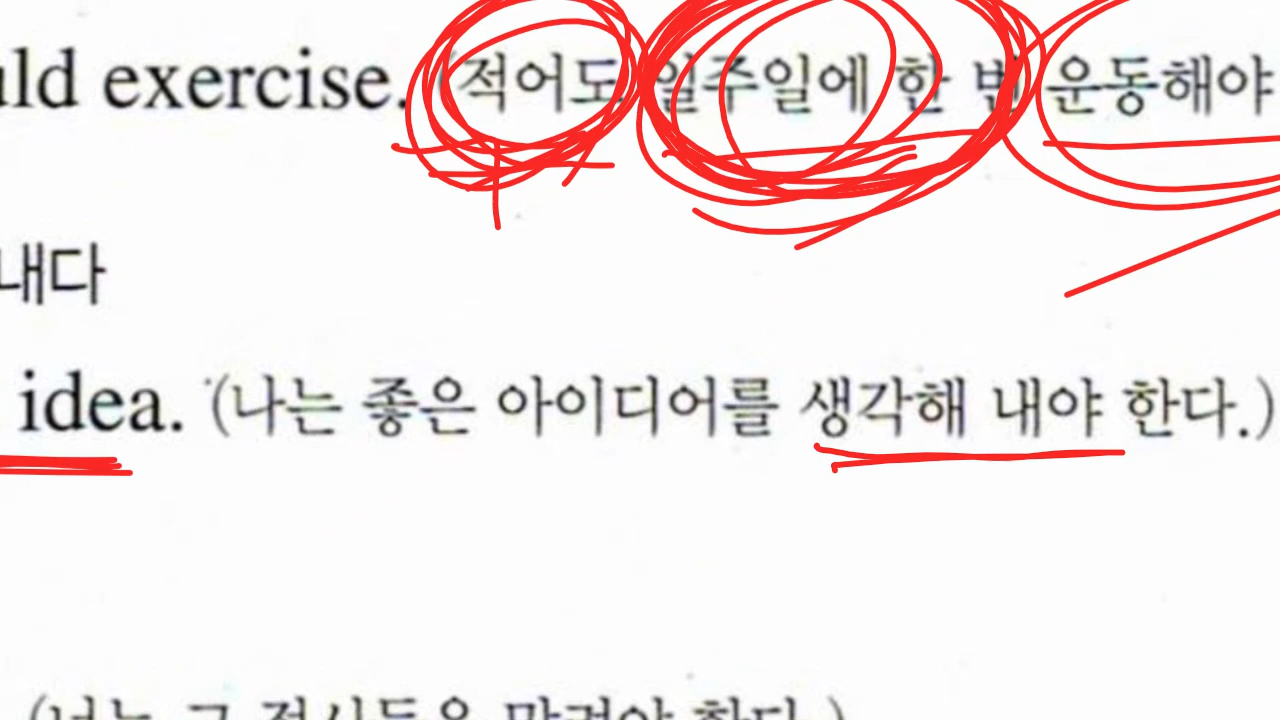 exercise. (적어도 일주일에 한 번 운동해야
내다
idea. (나는 좋은 아이디어를 생각해 내야 한다.)